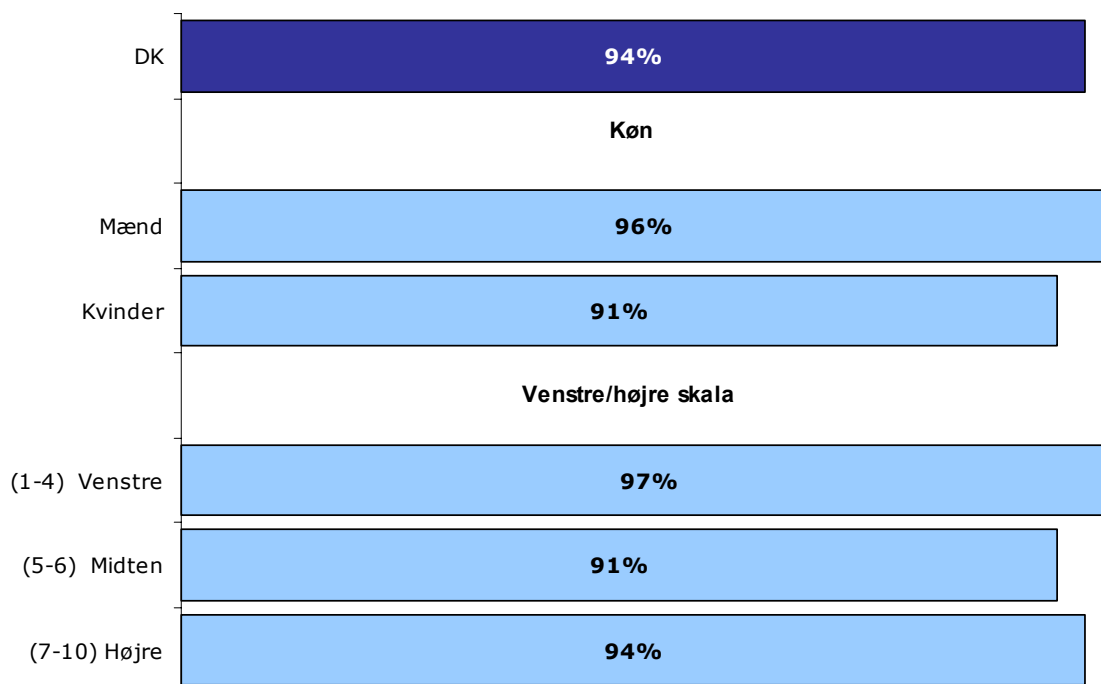 DK 94%
Køn
Mænd 96%
Kvinder 91%
Venstre/højre skala
(1-4) Venstre 97%
(5-6) Midten 91%
(7-10) Højre 94%